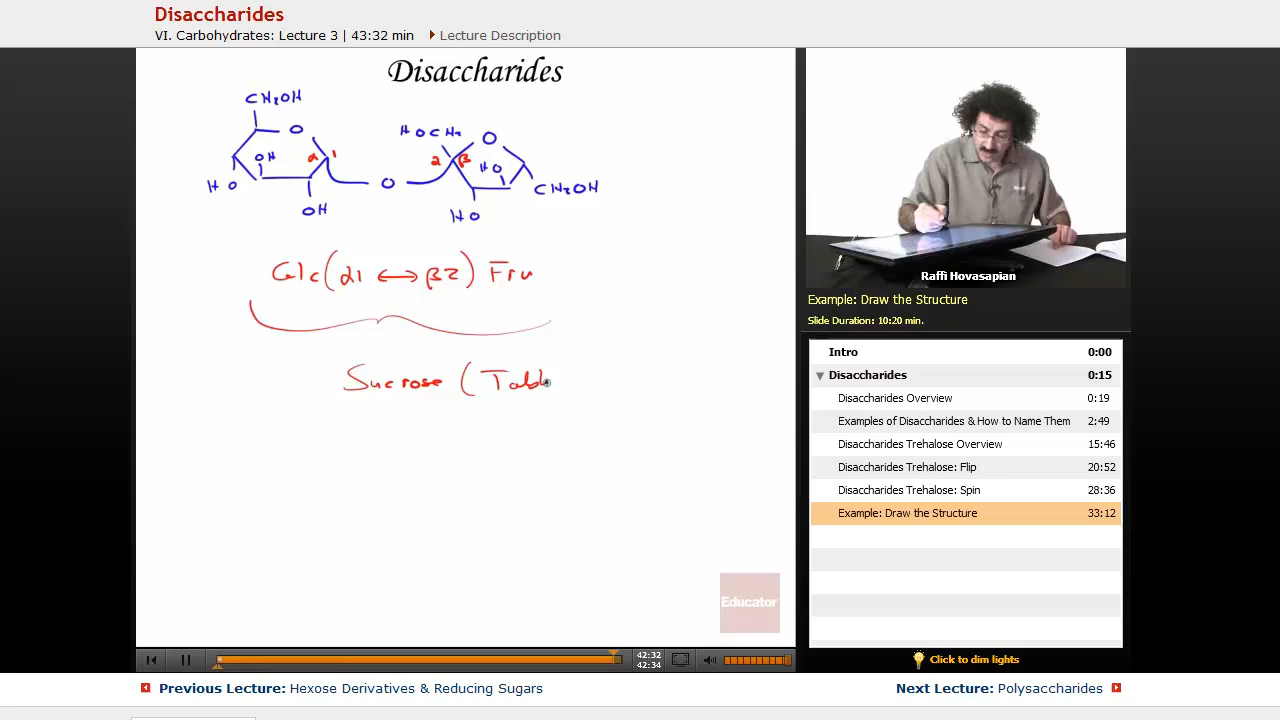 Disaccharides
VI. Carbohydrates: Lecture 3 | 43:32 min Lecture Description
Disaccharides
CH2OH
O
OH
α 1
HO
OH
O
HOCH2
O
2 β
HO
CH2OH
HO
Glc(α1 ↔ β2) Fru
Sucrose (Table
Educator
Raffi Hovasapian
Example: Draw the Structure
Slide Duration: 10:20 min.
Intro 0:00
Disaccharides 0:15
Disaccharides Overview 0:19
Examples of Disaccharides & How to Name Them 2:49
Disaccharides Trehalose Overview 15:46
Disaccharides Trehalose: Flip 20:52
Disaccharides Trehalose: Spin 28:36
Example: Draw the Structure 33:12
42:32
42:34
Click to dim lights
Previous Lecture: Hexose Derivatives & Reducing Sugars
Next Lecture: Polysaccharides